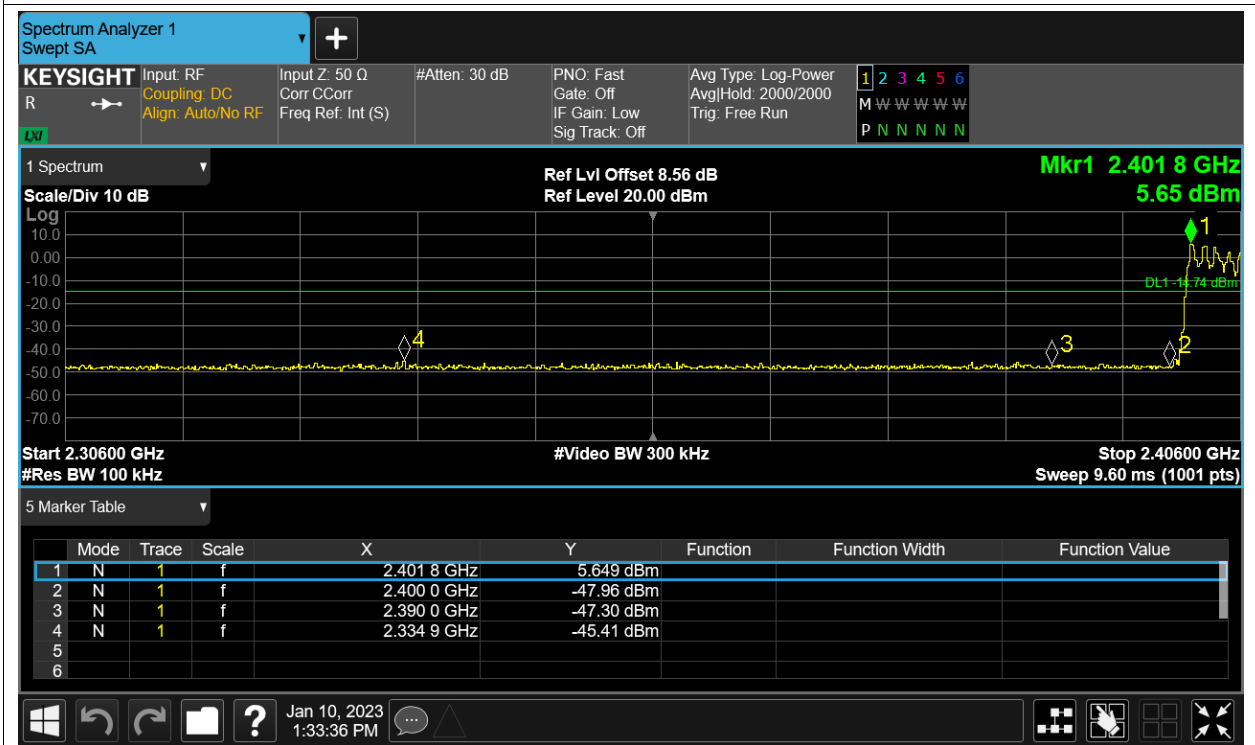 Spectrum Analyzer 1
Swept SA
KEYSIGHT
R
LXI
Input: RF
Coupling: DC
Align: Auto/No RF
Input Z: 50 Ω
Corr CCorr
Freq Ref: Int (S)
#Atten: 30 dB
PNO: Fast
Gate: Off
IF Gain: Low
Sig Track: Off
Avg Type: Log-Power
Avg|Hold: 2000/2000
Trig: Free Run
1 2 3 4 5 6
M W W W W W
P N N N N N
1 Spectrum
Scale/Div 10 dB
Ref Lvl Offset 8.56 dB
Ref Level 20.00 dBm
Mkr1 2.401 8 GHz
5.65 dBm
Log
10.0
0.00
-10.0
-20.0
-30.0
-40.0
-50.0
-60.0
-70.0
1
DL1 -14.74 dBm
4
3
2
Start 2.30600 GHz
#Res BW 100 kHz
#Video BW 300 kHz
Stop 2.40600 GHz
Sweep 9.60 ms (1001 pts)
5 Marker Table
Mode Trace Scale X Y Function Function Width Function Value
1 N 1 f 2.401 8 GHz 5.649 dBm
2 N 1 f 2.400 0 GHz -47.96 dBm
3 N 1 f 2.390 0 GHz -47.30 dBm
4 N 1 f 2.334 9 GHz -45.41 dBm
5
6
?
Jan 10, 2023
1:33:36 PM